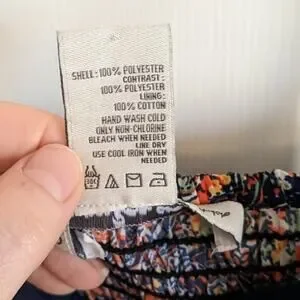 SHELL: 100% POLYESTER
CONTRAST:
100% POLYESTER
LINING:
100% COTTON
HAND WASH COLD
ONLY NON-CHLORINE
BLEACH WHEN NEEDED
LINE DRY
USE COOL IRON WHEN
NEEDED